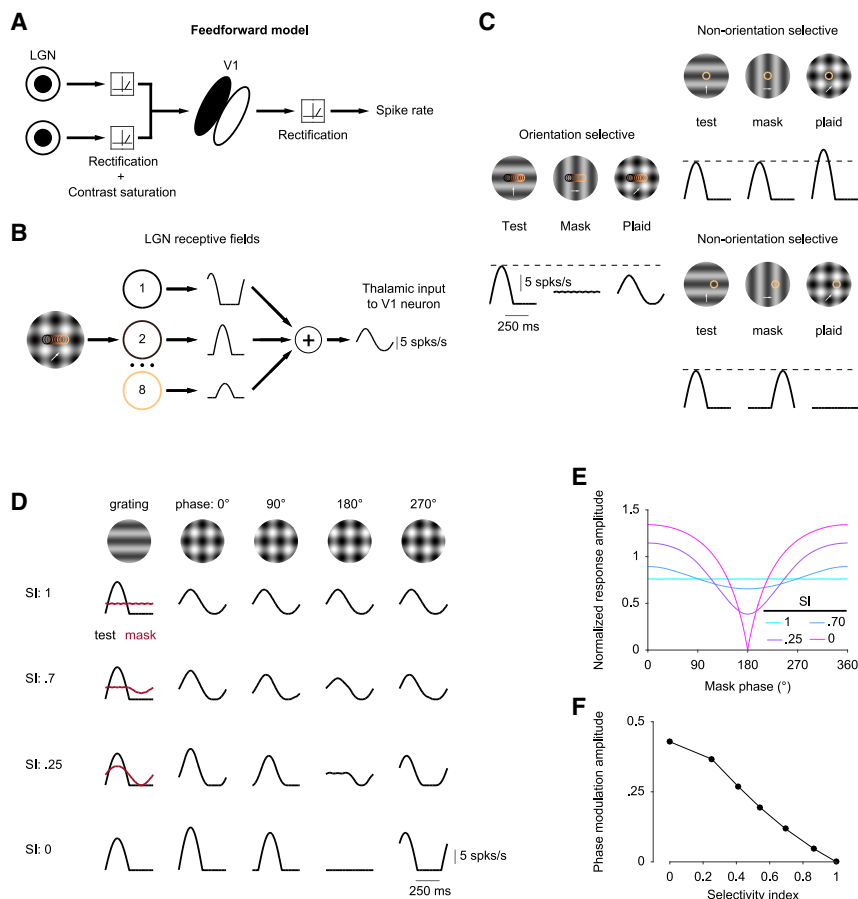 A
Feedforward model
LGN
V1
Spike rate
Rectification
Rectification
+
Contrast saturation
B
LGN receptive fields
1
2
8
+
Thalamic input
to V1 neuron
5 spks/s
C
Non-orientation selective
test mask plaid
Orientation selective
Test Mask Plaid
5 spks/s
250 ms
Non-orientation selective
test mask plaid
D
grating phase: 0° 90° 180° 270°
SI: 1
test mask
SI: .7
SI: .25
SI: 0
5 spks/s
250 ms
E
Normalized response amplitude
1.5
1
0.5
0
SI
1 .70
.25 0
0 90 180 270 360
Mask phase (°)
F
Phase modulation amplitude
0.5
.25
0
0 0.2 0.4 0.6 0.8 1
Selectivity index